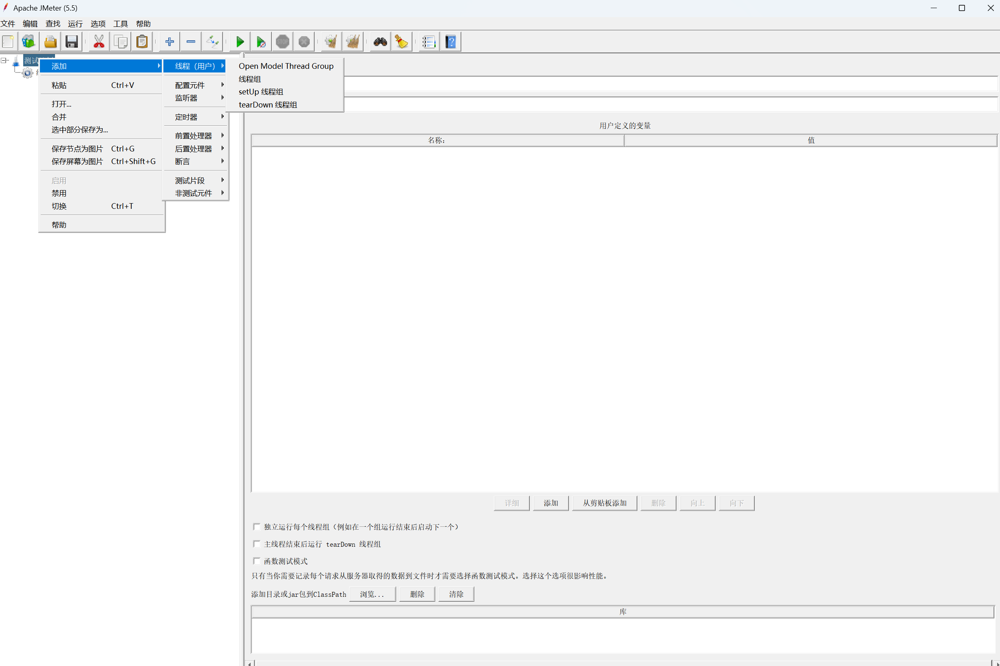 Apache JMeter (5.5)
文件 编辑 查找 运行 选项 工具 帮助
STOP
测试
添加
粘贴 Ctrl+V
打开...
合并
选中部分保存为...
保存节点为图片 Ctrl+G
保存屏幕为图片 Ctrl+Shift+G
启用
禁用
切换 Ctrl+T
帮助
线程（用户）
配置元件
监听器
定时器
前置处理器
后置处理器
断言
测试片段
非测试元件
Open Model Thread Group
线程组
setUp 线程组
tearDown 线程组
用户定义的变量
名称: 值
详细 添加 从剪贴板添加 删除 向上 向下
独立运行每个线程组（例如在一个组运行结束后启动下一个）
主线程结束后运行 tearDown 线程组
函数测试模式
只有当你需要记录每个请求从服务器取得的数据到文件时才需要选择函数测试模式。选择这个选项很影响性能。
添加目录或jar包到ClassPath 浏览... 删除 清除
库